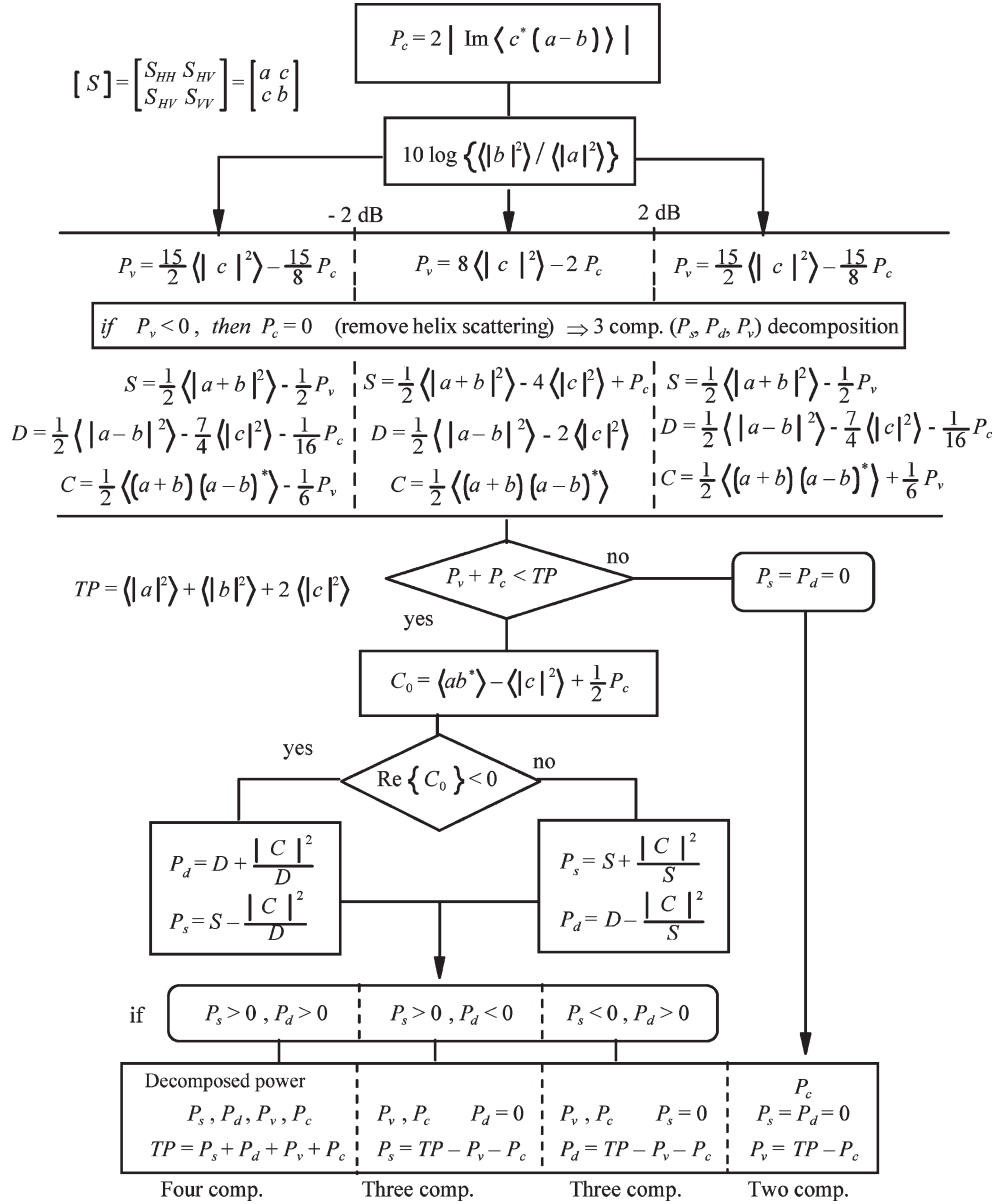 P_c = 2 | Im ⟨ c* ( a − b ) ⟩ |
[ S ] = [ S_HH S_HV ; S_HV S_VV ] = [ a c ; c b ]
10 log { ⟨| b |²⟩ / ⟨| a |²⟩ }
- 2 dB 2 dB
P_v = 15/2 ⟨| c |²⟩ − 15/8 P_c P_v = 8 ⟨| c |²⟩ − 2 P_c P_v = 15/2 ⟨| c |²⟩ − 15/8 P_c
if P_v < 0 , then P_c = 0 (remove helix scattering) ⇒ 3 comp. (P_s, P_d, P_v) decomposition
S = 1/2 ⟨| a + b |²⟩ - 1/2 P_v S = 1/2 ⟨| a + b |²⟩ - 4 ⟨| c |²⟩ + P_c S = 1/2 ⟨| a + b |²⟩ - 1/2 P_v
D = 1/2 ⟨ | a − b |²⟩ - 7/4 ⟨| c |²⟩ - 1/16 P_c D = 1/2 ⟨| a − b |²⟩ - 2 ⟨| c |²⟩ D = 1/2 ⟨ | a − b |²⟩ - 7/4 ⟨| c |²⟩ - 1/16 P_c
C = 1/2 ⟨(a + b) (a − b)*⟩ - 1/6 P_v C = 1/2 ⟨(a + b) (a − b)*⟩ C = 1/2 ⟨(a + b) (a − b)*⟩ + 1/6 P_v
TP = ⟨| a |²⟩ + ⟨| b |²⟩ + 2 ⟨| c |²⟩
P_v + P_c < TP
no
P_s = P_d = 0
yes
C_0 = ⟨ab*⟩ − ⟨| c |²⟩ + 1/2 P_c
yes
Re { C_0 } < 0
no
P_d = D + | C |² / D
P_s = S − | C |² / D
P_s = S + | C |² / S
P_d = D − | C |² / S
if P_s > 0 , P_d > 0 P_s > 0 , P_d < 0 P_s < 0 , P_d > 0
Decomposed power P_c
P_s , P_d , P_v , P_c P_v , P_c P_d = 0 P_v , P_c P_s = 0 P_s = P_d = 0
TP = P_s + P_d + P_v + P_c P_s = TP − P_v − P_c P_d = TP − P_v − P_c P_v = TP − P_c
Four comp. Three comp. Three comp. Two comp.